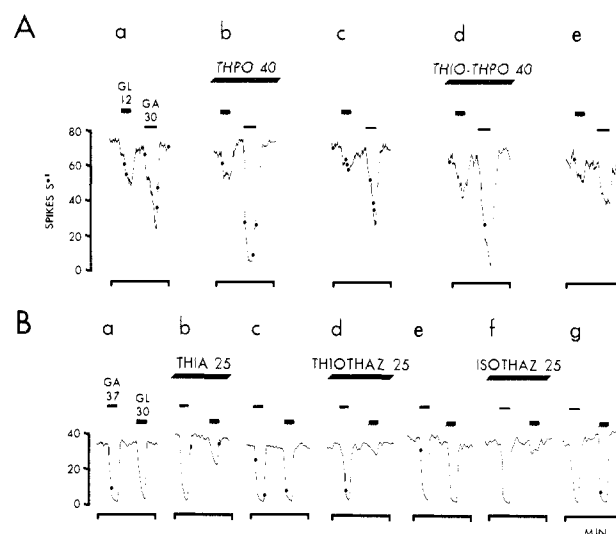 A
a b c d e
THPO 40 THIO-THPO 40
GL 12
GA 30
80
60
40
20
0
SPIKES S⁻¹
B
a b c d e f g
THIA 25 THIOTHAZ 25 ISOTHAZ 25
GA 37
GL 30
40
20
0
MIN